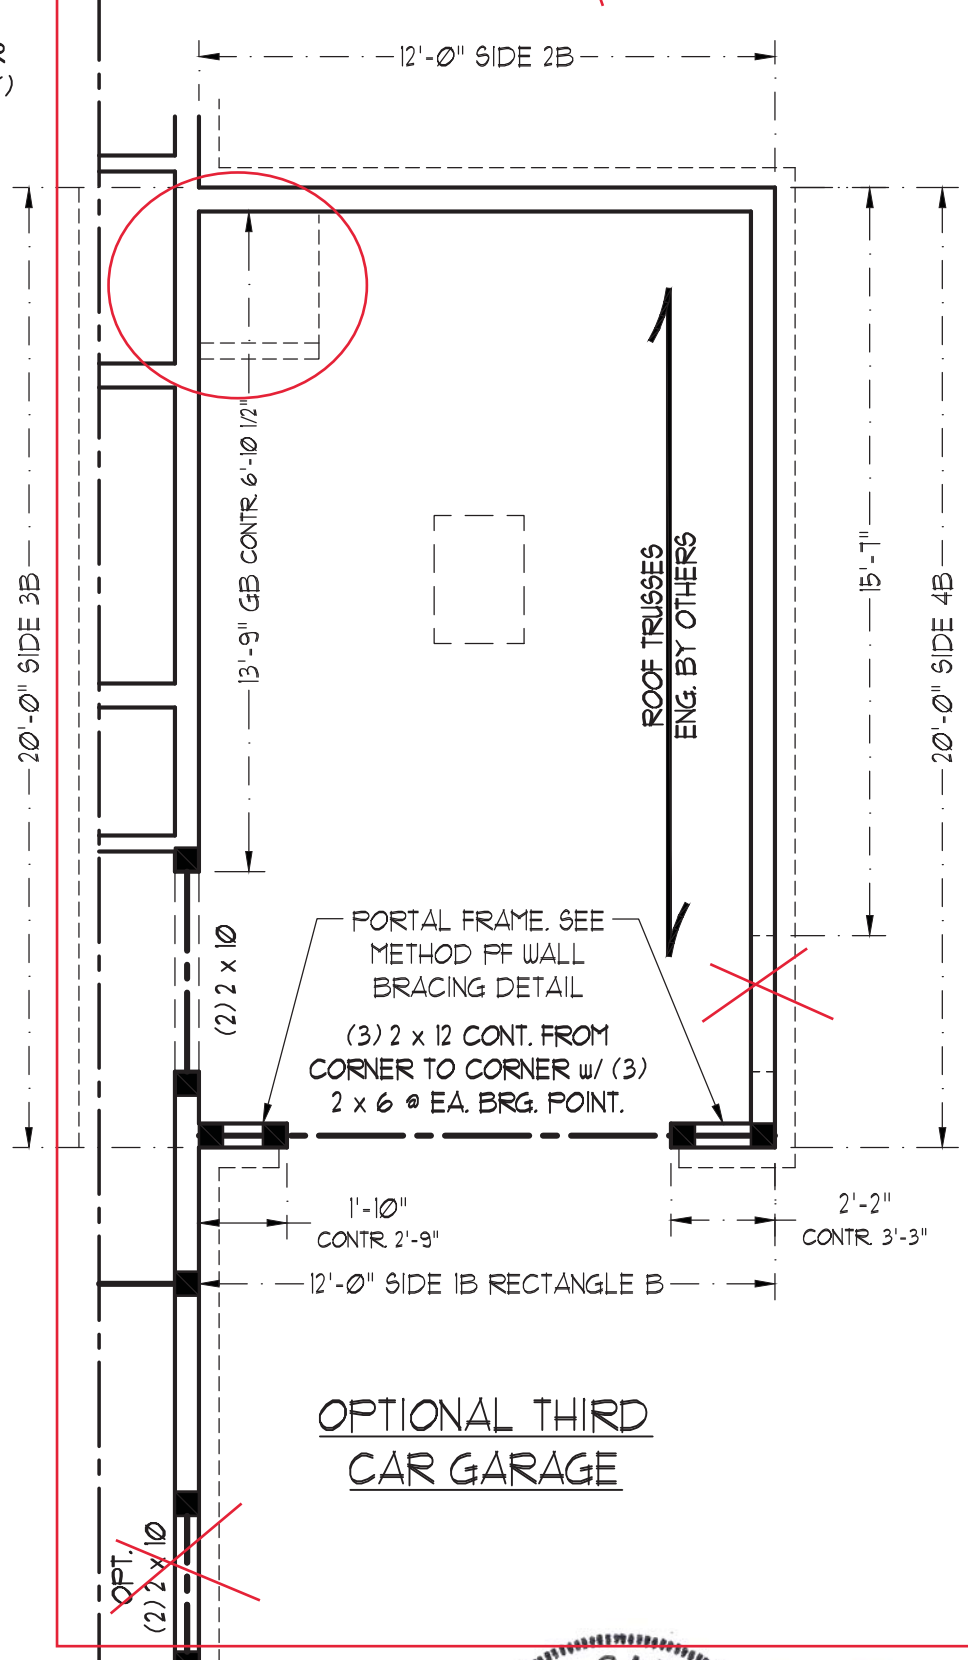 12'-0" SIDE 2B
13'-9" GB CONTR. 6'-10 1/2"
20'-0" SIDE 3B
ROOF TRUSSES
ENG. BY OTHERS
15'-7"
20'-0" SIDE 4B
(2) 2 x 10
PORTAL FRAME. SEE
METHOD PF WALL
BRACING DETAIL
(3) 2 x 12 CONT. FROM
CORNER TO CORNER w/ (3)
2 x 6 @ EA. BRG. POINT.
1'-10"
CONTR. 2'-9"
2'-2"
CONTR. 3'-3"
12'-0" SIDE 1B RECTANGLE B
OPTIONAL THIRD
CAR GARAGE
OPT.
(2) 2 x 10